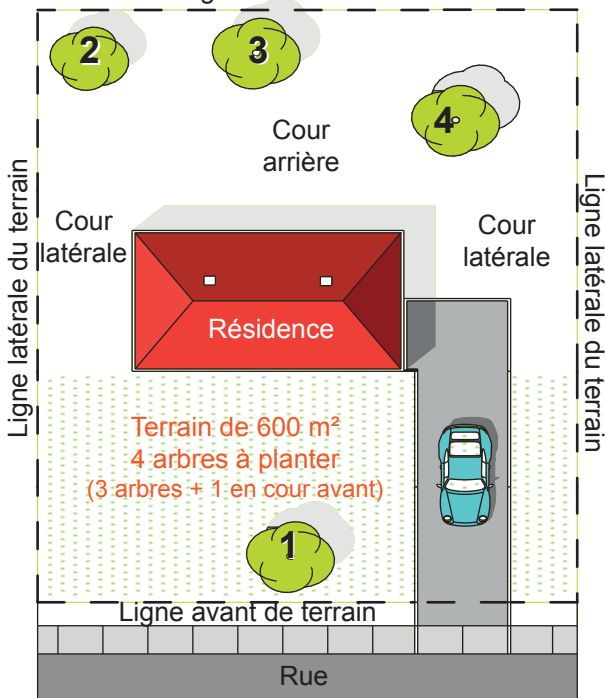 2
3
4
Cour
arrière
Ligne latérale du terrain
Cour
latérale
Cour
latérale
Ligne latérale du terrain
Résidence
Terrain de 600 m²
4 arbres à planter
(3 arbres + 1 en cour avant)
1
Ligne avant de terrain
Rue